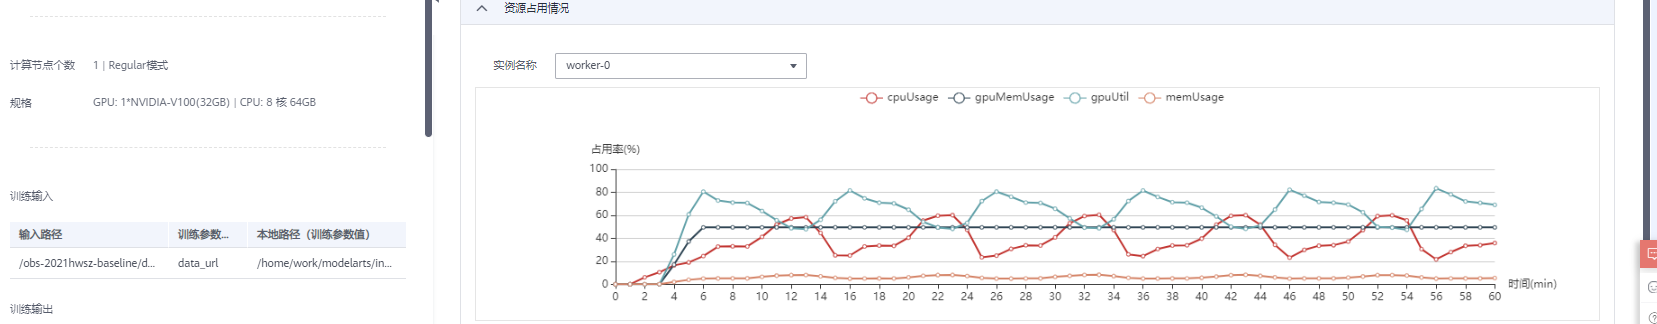 资源占用情况
计算节点个数 1 | Regular模式
规格 GPU: 1*NVIDIA-V100(32GB) | CPU: 8 核 64GB
训练输入
输入路径 训练参数... 本地路径（训练参数值）
/obs-2021hwsz-baseline/d... data_url /home/work/modelarts/in...
训练输出
实例名称 worker-0
cpuUsage gpuMemUsage gpuUtil memUsage
占用率(%)
100
80
60
40
20
0
0 2 4 6 8 10 12 14 16 18 20 22 24 26 28 30 32 34 36 38 40 42 44 46 48 50 52 54 56 58 60
时间(min)